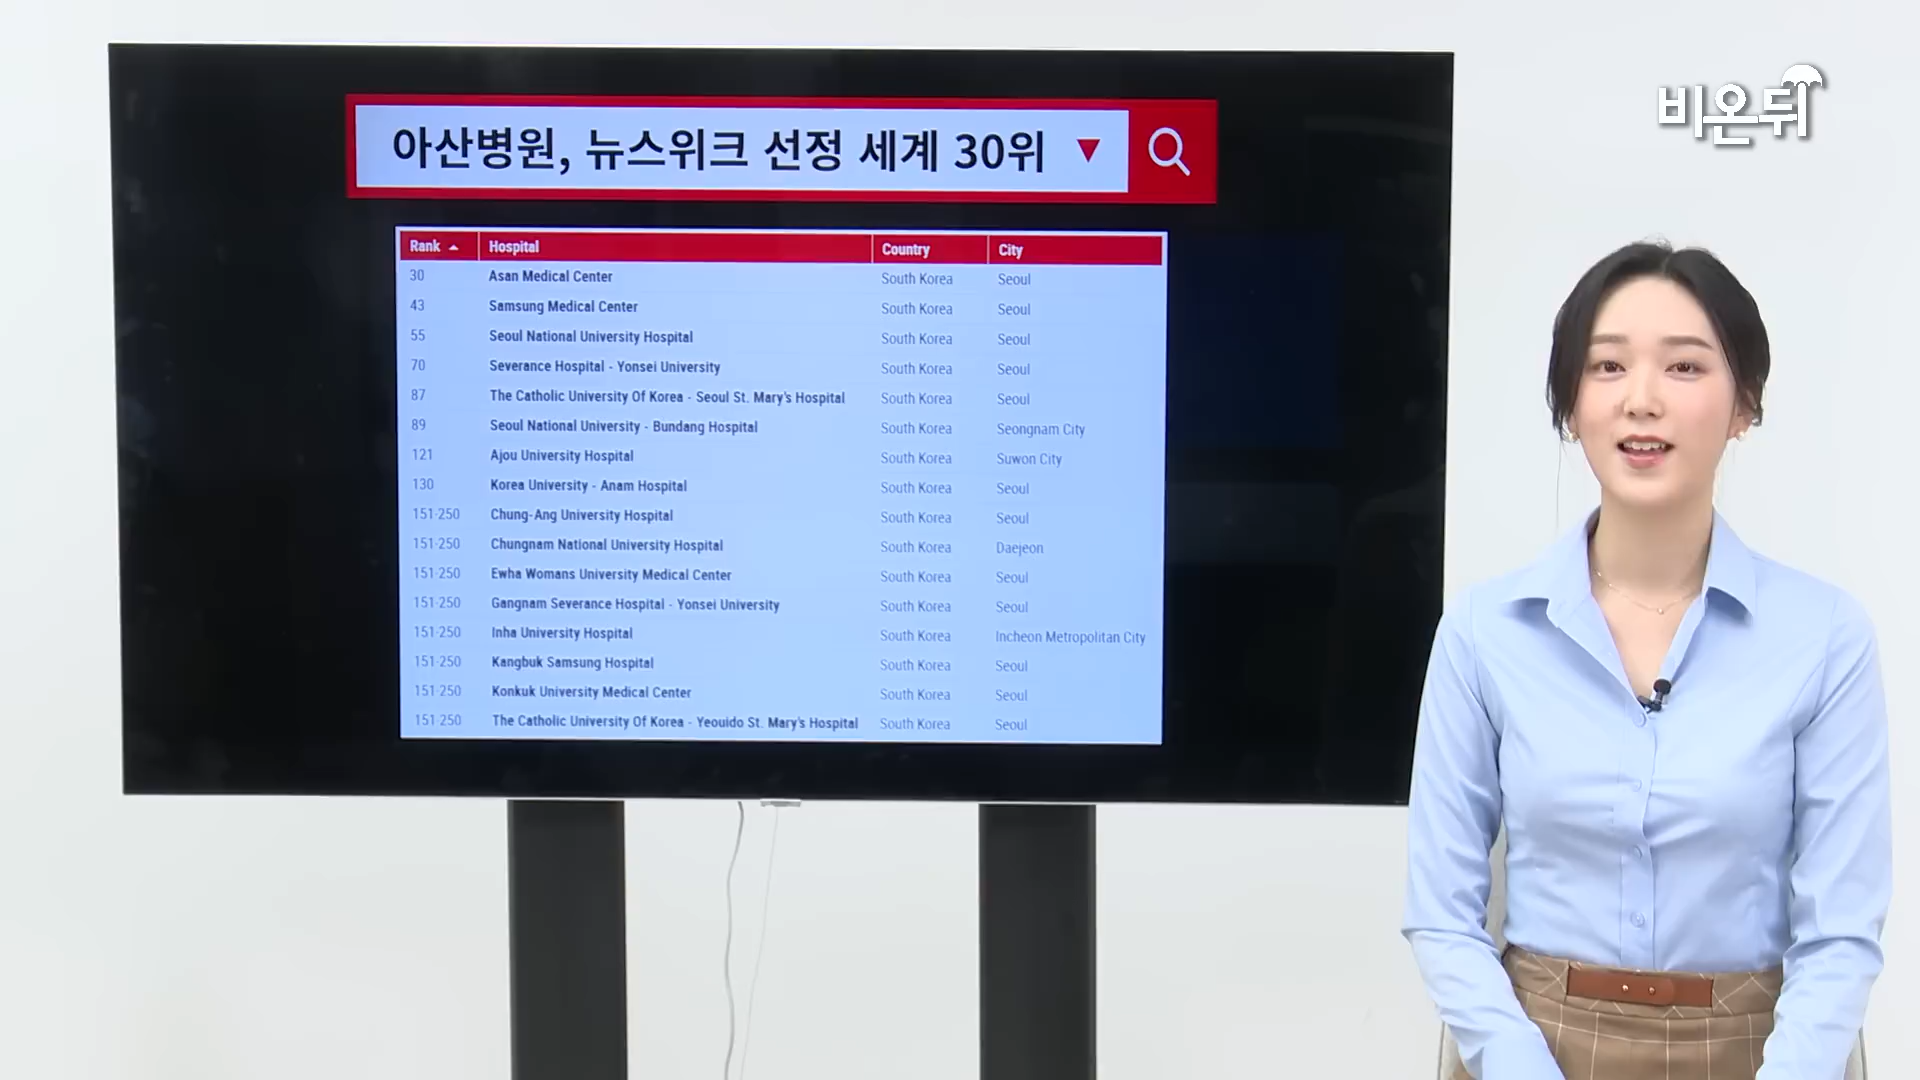 비온뒤
아산병원, 뉴스위크 선정 세계 30위 ▼
Rank Hospital Country City
30 Asan Medical Center South Korea Seoul
43 Samsung Medical Center South Korea Seoul
55 Seoul National University Hospital South Korea Seoul
70 Severance Hospital - Yonsei University South Korea Seoul
87 The Catholic University Of Korea - Seoul St. Mary's Hospital South Korea Seoul
89 Seoul National University - Bundang Hospital South Korea Seongnam City
121 Ajou University Hospital South Korea Suwon City
130 Korea University - Anam Hospital South Korea Seoul
151-250 Chung-Ang University Hospital South Korea Seoul
151-250 Chungnam National University Hospital South Korea Daejeon
151-250 Ewha Womans University Medical Center South Korea Seoul
151-250 Gangnam Severance Hospital - Yonsei University South Korea Seoul
151-250 Inha University Hospital South Korea Incheon Metropolitan City
151-250 Kangbuk Samsung Hospital South Korea Seoul
151-250 Konkuk University Medical Center South Korea Seoul
151-250 The Catholic University Of Korea - Yeouido St. Mary's Hospital South Korea Seoul